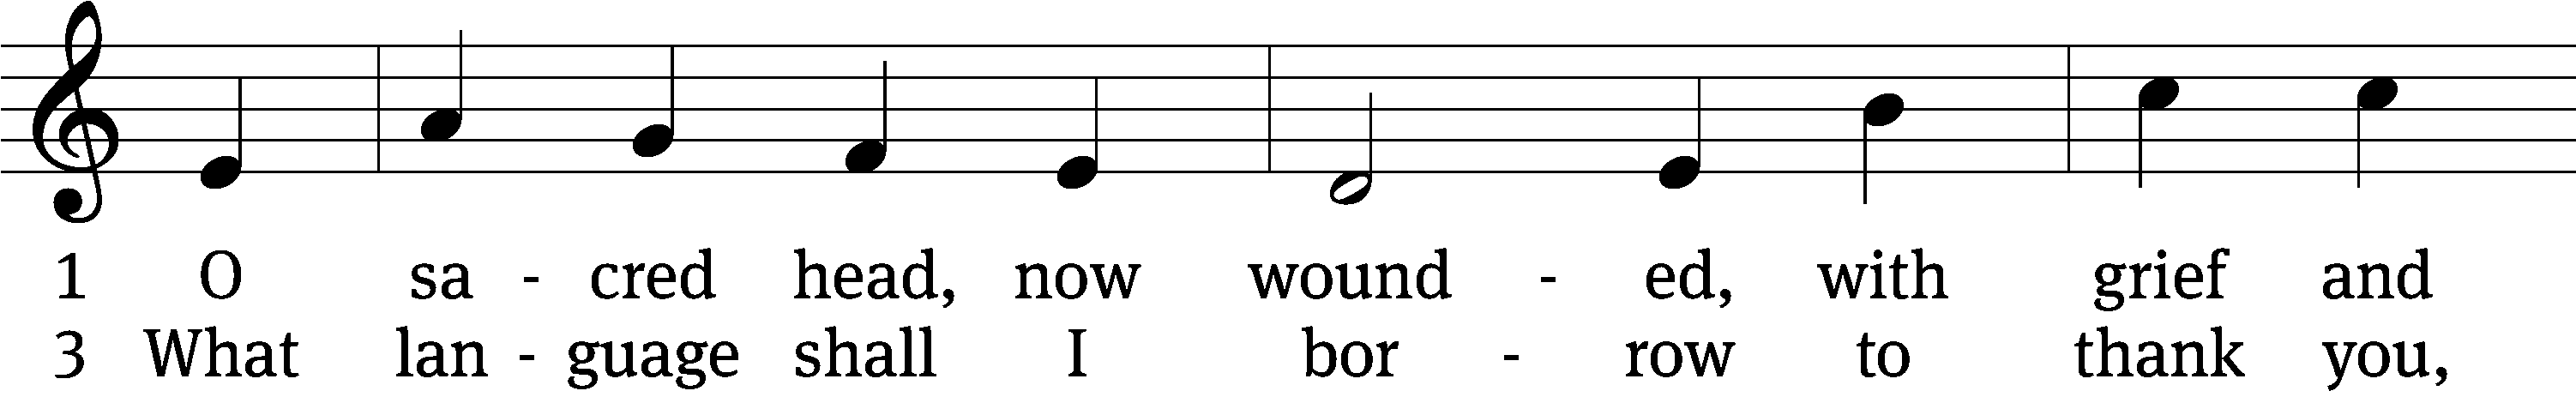 1 O sa - cred head, now wound - ed, with grief and
3 What lan - guage shall I bor - row to thank you,